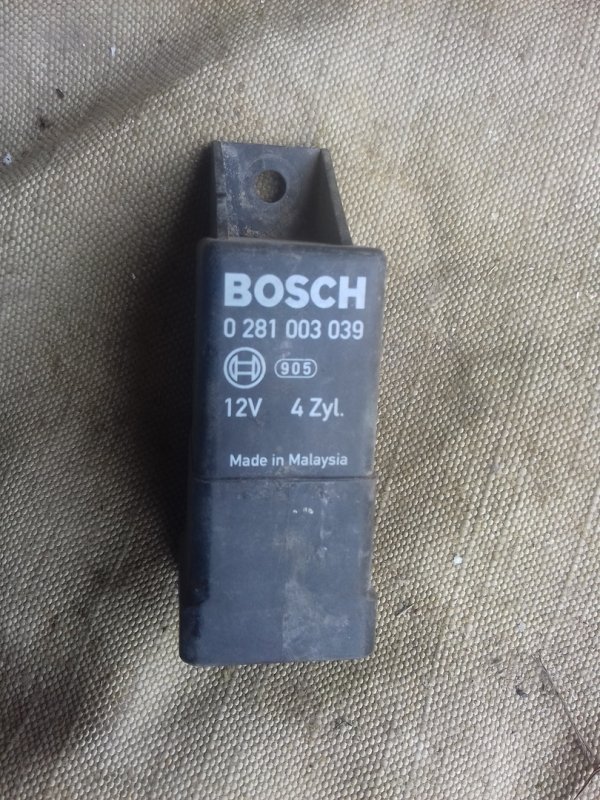 BOSCH
0 281 003 039
905
12V 4 Zyl.
Made in Malaysia